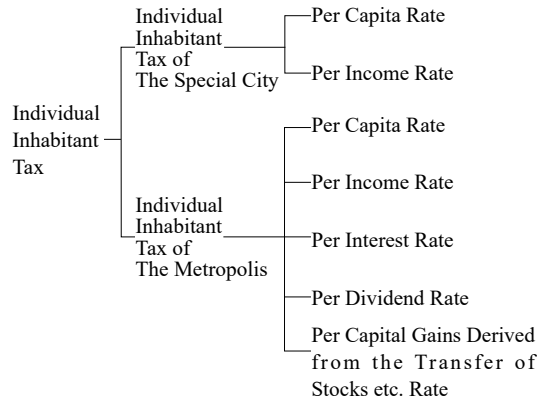 Individual
Inhabitant
Tax
Individual
Inhabitant
Tax of
The Special City
Per Capita Rate
Per Income Rate
Individual
Inhabitant
Tax of
The Metropolis
Per Capita Rate
Per Income Rate
Per Interest Rate
Per Dividend Rate
Per Capital Gains Derived
from the Transfer of
Stocks etc. Rate